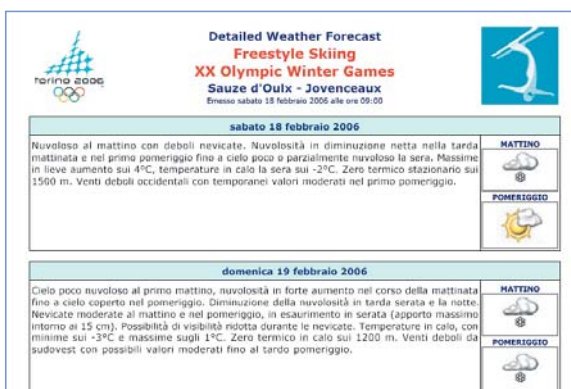 torino 2006
Detailed Weather Forecast
Freestyle Skiing
XX Olympic Winter Games
Sauze d'Oulx - Jovenceaux
Emesso sabato 18 febbraio 2006 alle ore 09:00
sabato 18 febbraio 2006
Nuvoloso al mattino con deboli nevicate. Nuvolosità in diminuzione netta nella tarda
mattinata e nel primo pomeriggio fino a cielo poco o parzialmente nuvoloso la sera. Massime
in lieve aumento sui 4°C, temperature in calo la sera sui -2°C. Zero termico stazionario sui
1500 m. Venti deboli occidentali con temporanei valori moderati nel primo pomeriggio.
MATTINO
POMERIGGIO
domenica 19 febbraio 2006
Cielo poco nuvoloso al primo mattino, nuvolosità in forte aumento nel corso della mattinata
fino a cielo coperto nel pomeriggio. Diminuzione della nuvolosità in tarda serata e la notte.
Nevicate moderate al mattino e nel pomeriggio, in esaurimento in serata (apporto massimo
intorno ai 15 cm). Possibilità di visibilità ridotta durante le nevicate. Temperature in calo, con
minime sui -3°C e massime sugli 1°C. Zero termico in calo sui 1200 m. Venti deboli da
sudovest con possibili valori moderati fino al tardo pomeriggio.
MATTINO
POMERIGGIO